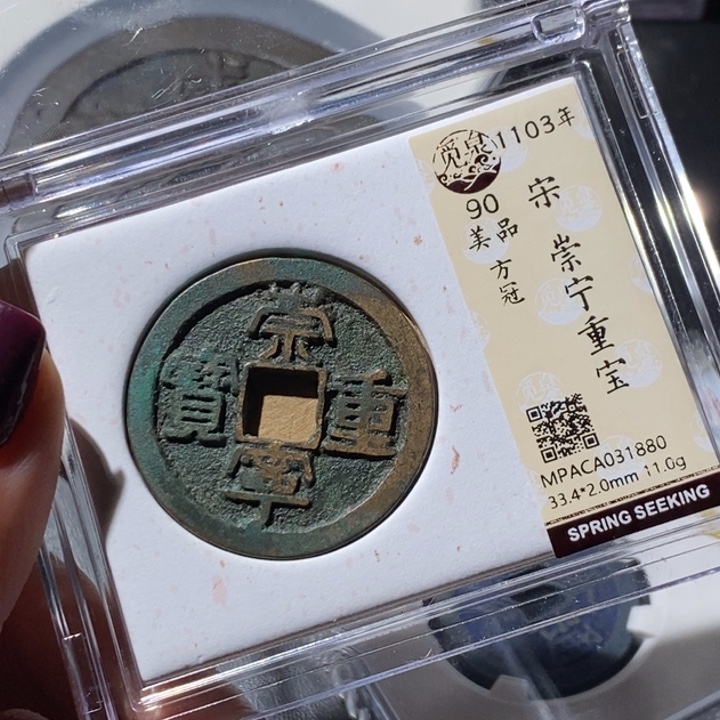 崇
寧
重
寶
觅泉
1103年
宋 崇宁重宝
90
美品
方冠
MPACA031880
33.4*2.0mm 11.0g
SPRING SEEKING